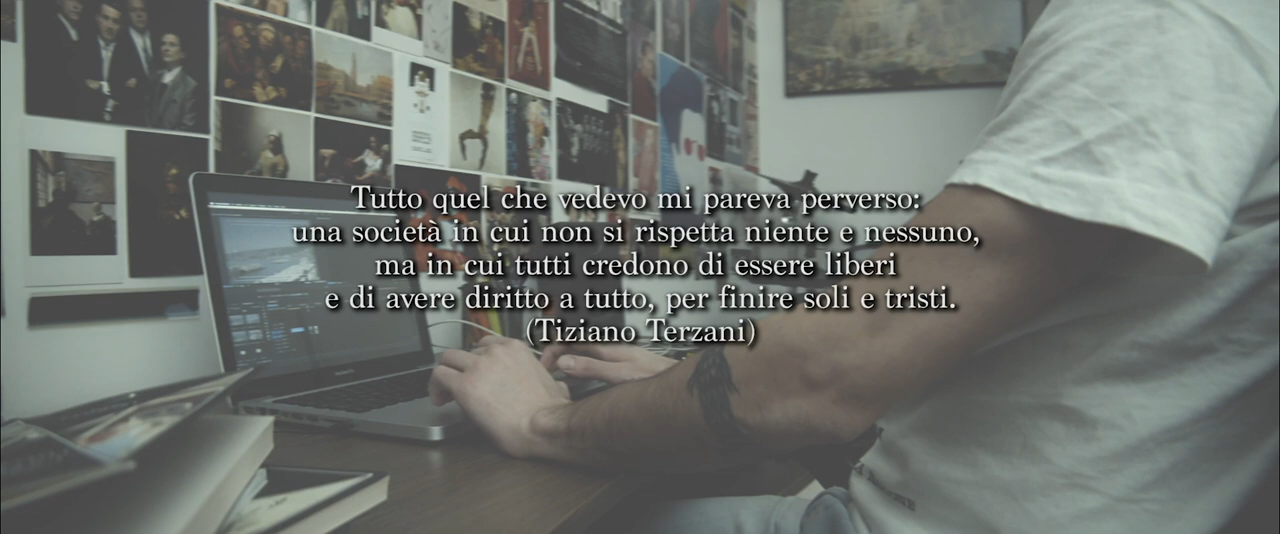 Tutto quel che vedevo mi pareva perverso:
una società in cui non si rispetta niente e nessuno,
ma in cui tutti credono di essere liberi
e di avere diritto a tutto, per finire soli e tristi.
(Tiziano Terzani)